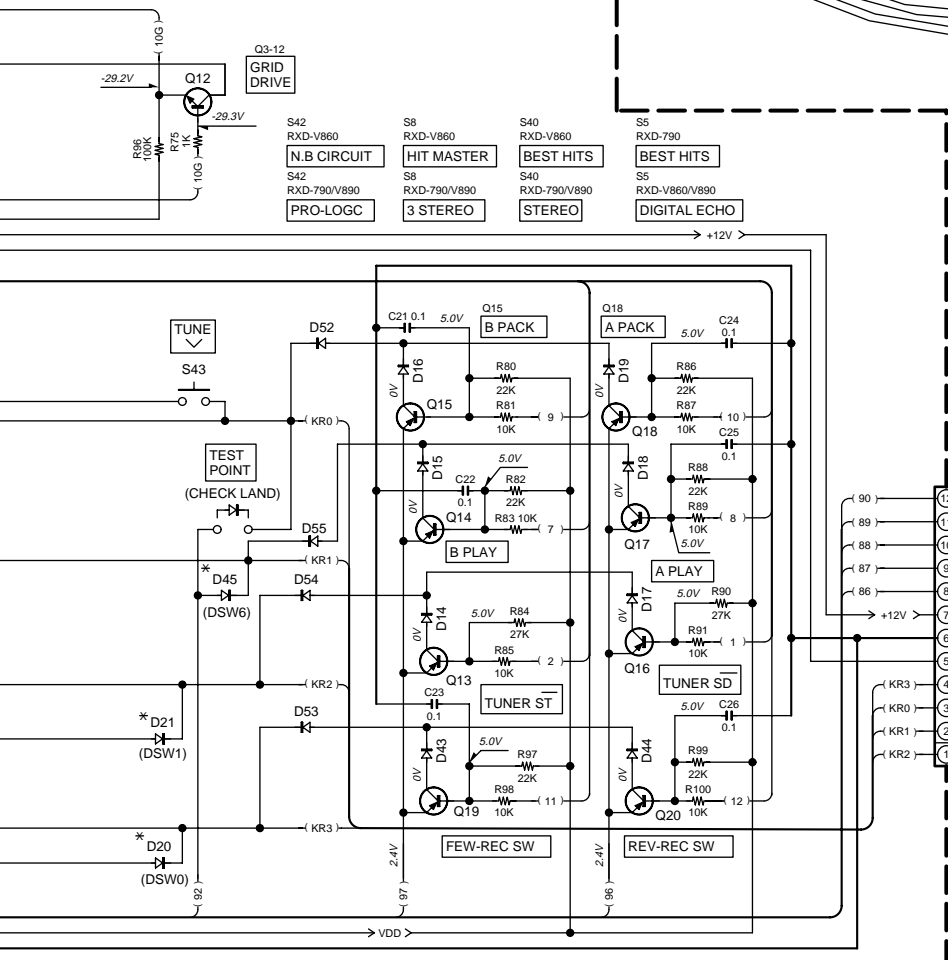 ( 10G )
Q3-12
GRID
DRIVE
-29.2V
Q12
-29.3V
R96
100K
R75
1K
( 10G )
S42
RXD-V860
N.B CIRCUIT
S42
RXD-790/V890
PRO-LOGC
S8
RXD-V860
HIT MASTER
S8
RXD-790/V890
3 STEREO
S40
RXD-V860
BEST HITS
S40
RXD-790/V890
STEREO
S5
RXD-790
BEST HITS
S5
RXD-V860/V890
DIGITAL ECHO
+12V
TUNE
S43
D52
C21 0.1
5.0V
Q15
B PACK
Q18
A PACK
5.0V
C24
0.1
D16
0V
R80
22K
Q15
R81
10K
( 9 )
D19
0V
R86
22K
Q18
R87
10K
( 10 )
( KR0 )
C25
0.1
TEST
POINT
(CHECK LAND)
D15
0V
5.0V
C22
0.1
R82
22K
Q14
R83 10K
( 7 )
B PLAY
D18
0V
R88
22K
R89
10K
( 8 )
Q17
5.0V
A PLAY
D55
( KR1 )
*
D45
(DSW6)
D54
D14
0V
5.0V
R84
27K
R85
10K
( 2 )
Q13
D17
0V
5.0V
R90
27K
R91
10K
( 1 )
Q16
TUNER ST
TUNER SD
( KR2 )
*
D21
(DSW1)
D53
C23
0.1
5.0V
D43
0V
R97
22K
R98
10K
( 11 )
Q19
FEW-REC SW
5.0V
C26
0.1
D44
0V
R99
22K
R100
10K
( 12 )
Q20
REV-REC SW
( KR3 )
*
D20
(DSW0)
( 92 )
2.4V
( 97 )
2.4V
( 96 )
VDD
( 90 )
( 89 )
( 88 )
( 87 )
( 86 )
+12V
( KR3 )
( KR0 )
( KR1 )
( KR2 )
9
8
7
6
5
4
3
2
1